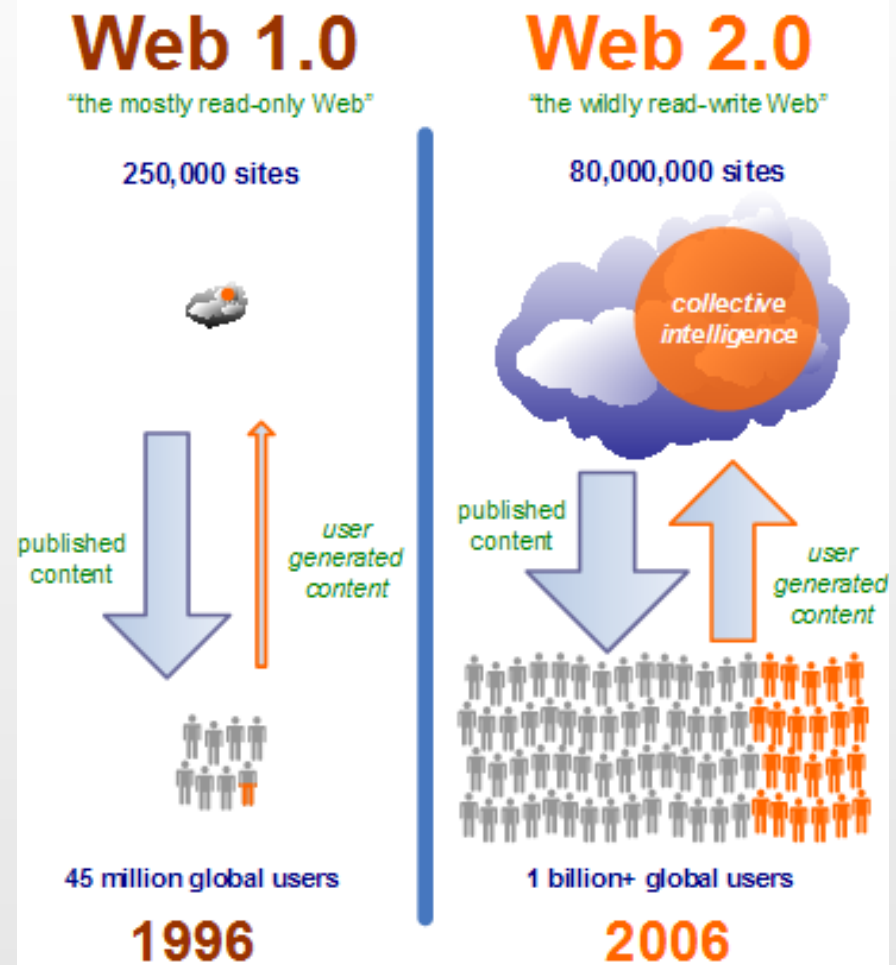 Web 1.0
"the mostly read-only Web"
250,000 sites
published
content
user
generated
content
45 million global users
1996
Web 2.0
"the wildly read-write Web"
80,000,000 sites
collective
intelligence
published
content
user
generated
content
1 billion+ global users
2006